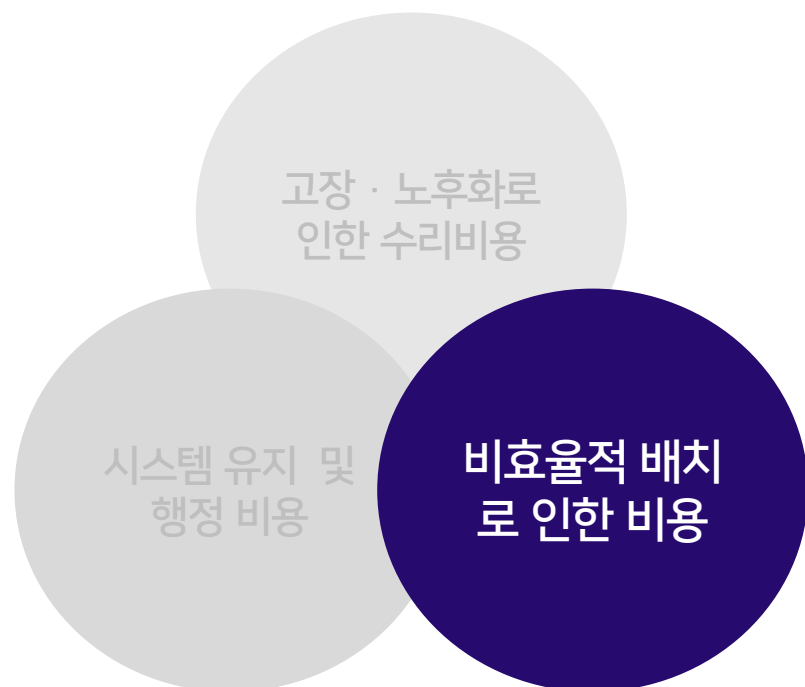 고장 · 노후화로
인한 수리비용
시스템 유지 및
행정 비용
비효율적 배치
로 인한 비용